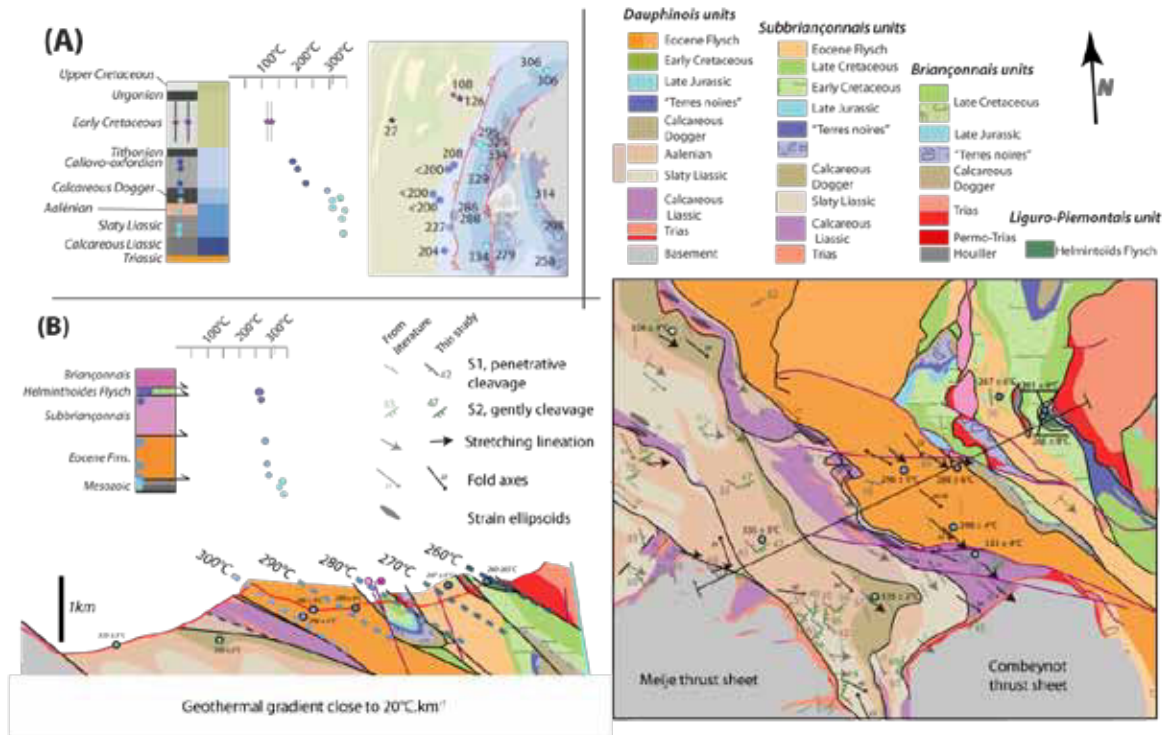 (A)
100°C
200°C
300°C
Upper Cretaceous
Urgonian
Early Cretaceous
Tithonian
Callovo-oxfordian
Calcareous Dogger
Aalénian
Slaty Liassic
Calcareous Liassic
Triassic
306
306
108
126
27
208
<200
329
314
<200
286
<200
288
298
227
204
334
279
258
Dauphinois units
Eocene Flysch
Early Cretaceous
Late Jurassic
"Terres noires"
Calcareous
Dogger
Aalenian
Slaty Liassic
Calcareous
Liassic
Trias
Basement
Subbriançonnais units
Eocene Flysch
Late Cretaceous
Early Cretaceous
Late Jurassic
"Terres noires"
Calcareous
Dogger
Slaty Liassic
Calcareous
Liassic
Trias
Briançonnais units
Late Cretaceous
Late Jurassic
"Terres noires"
Calcareous
Dogger
Trias
Permo-Trias
Houiller
Liguro-Piemontais unit
Helmintoïds Flysch
N
(B)
100°C
200°C
300°C
Briançonnais
Helminthoides Flysch
Subbriançonnais
Eocene Fms.
Mesozoic
From
literature
This study
S1, penetrative
cleavage
S2, gently cleavage
Stretching lineation
Fold axes
Strain ellipsoids
300°C
290°C
280°C
270°C
260°C
1km
Geothermal gradient close to 20°C.km⁻¹
Meije thrust sheet
Combeynot
thrust sheet